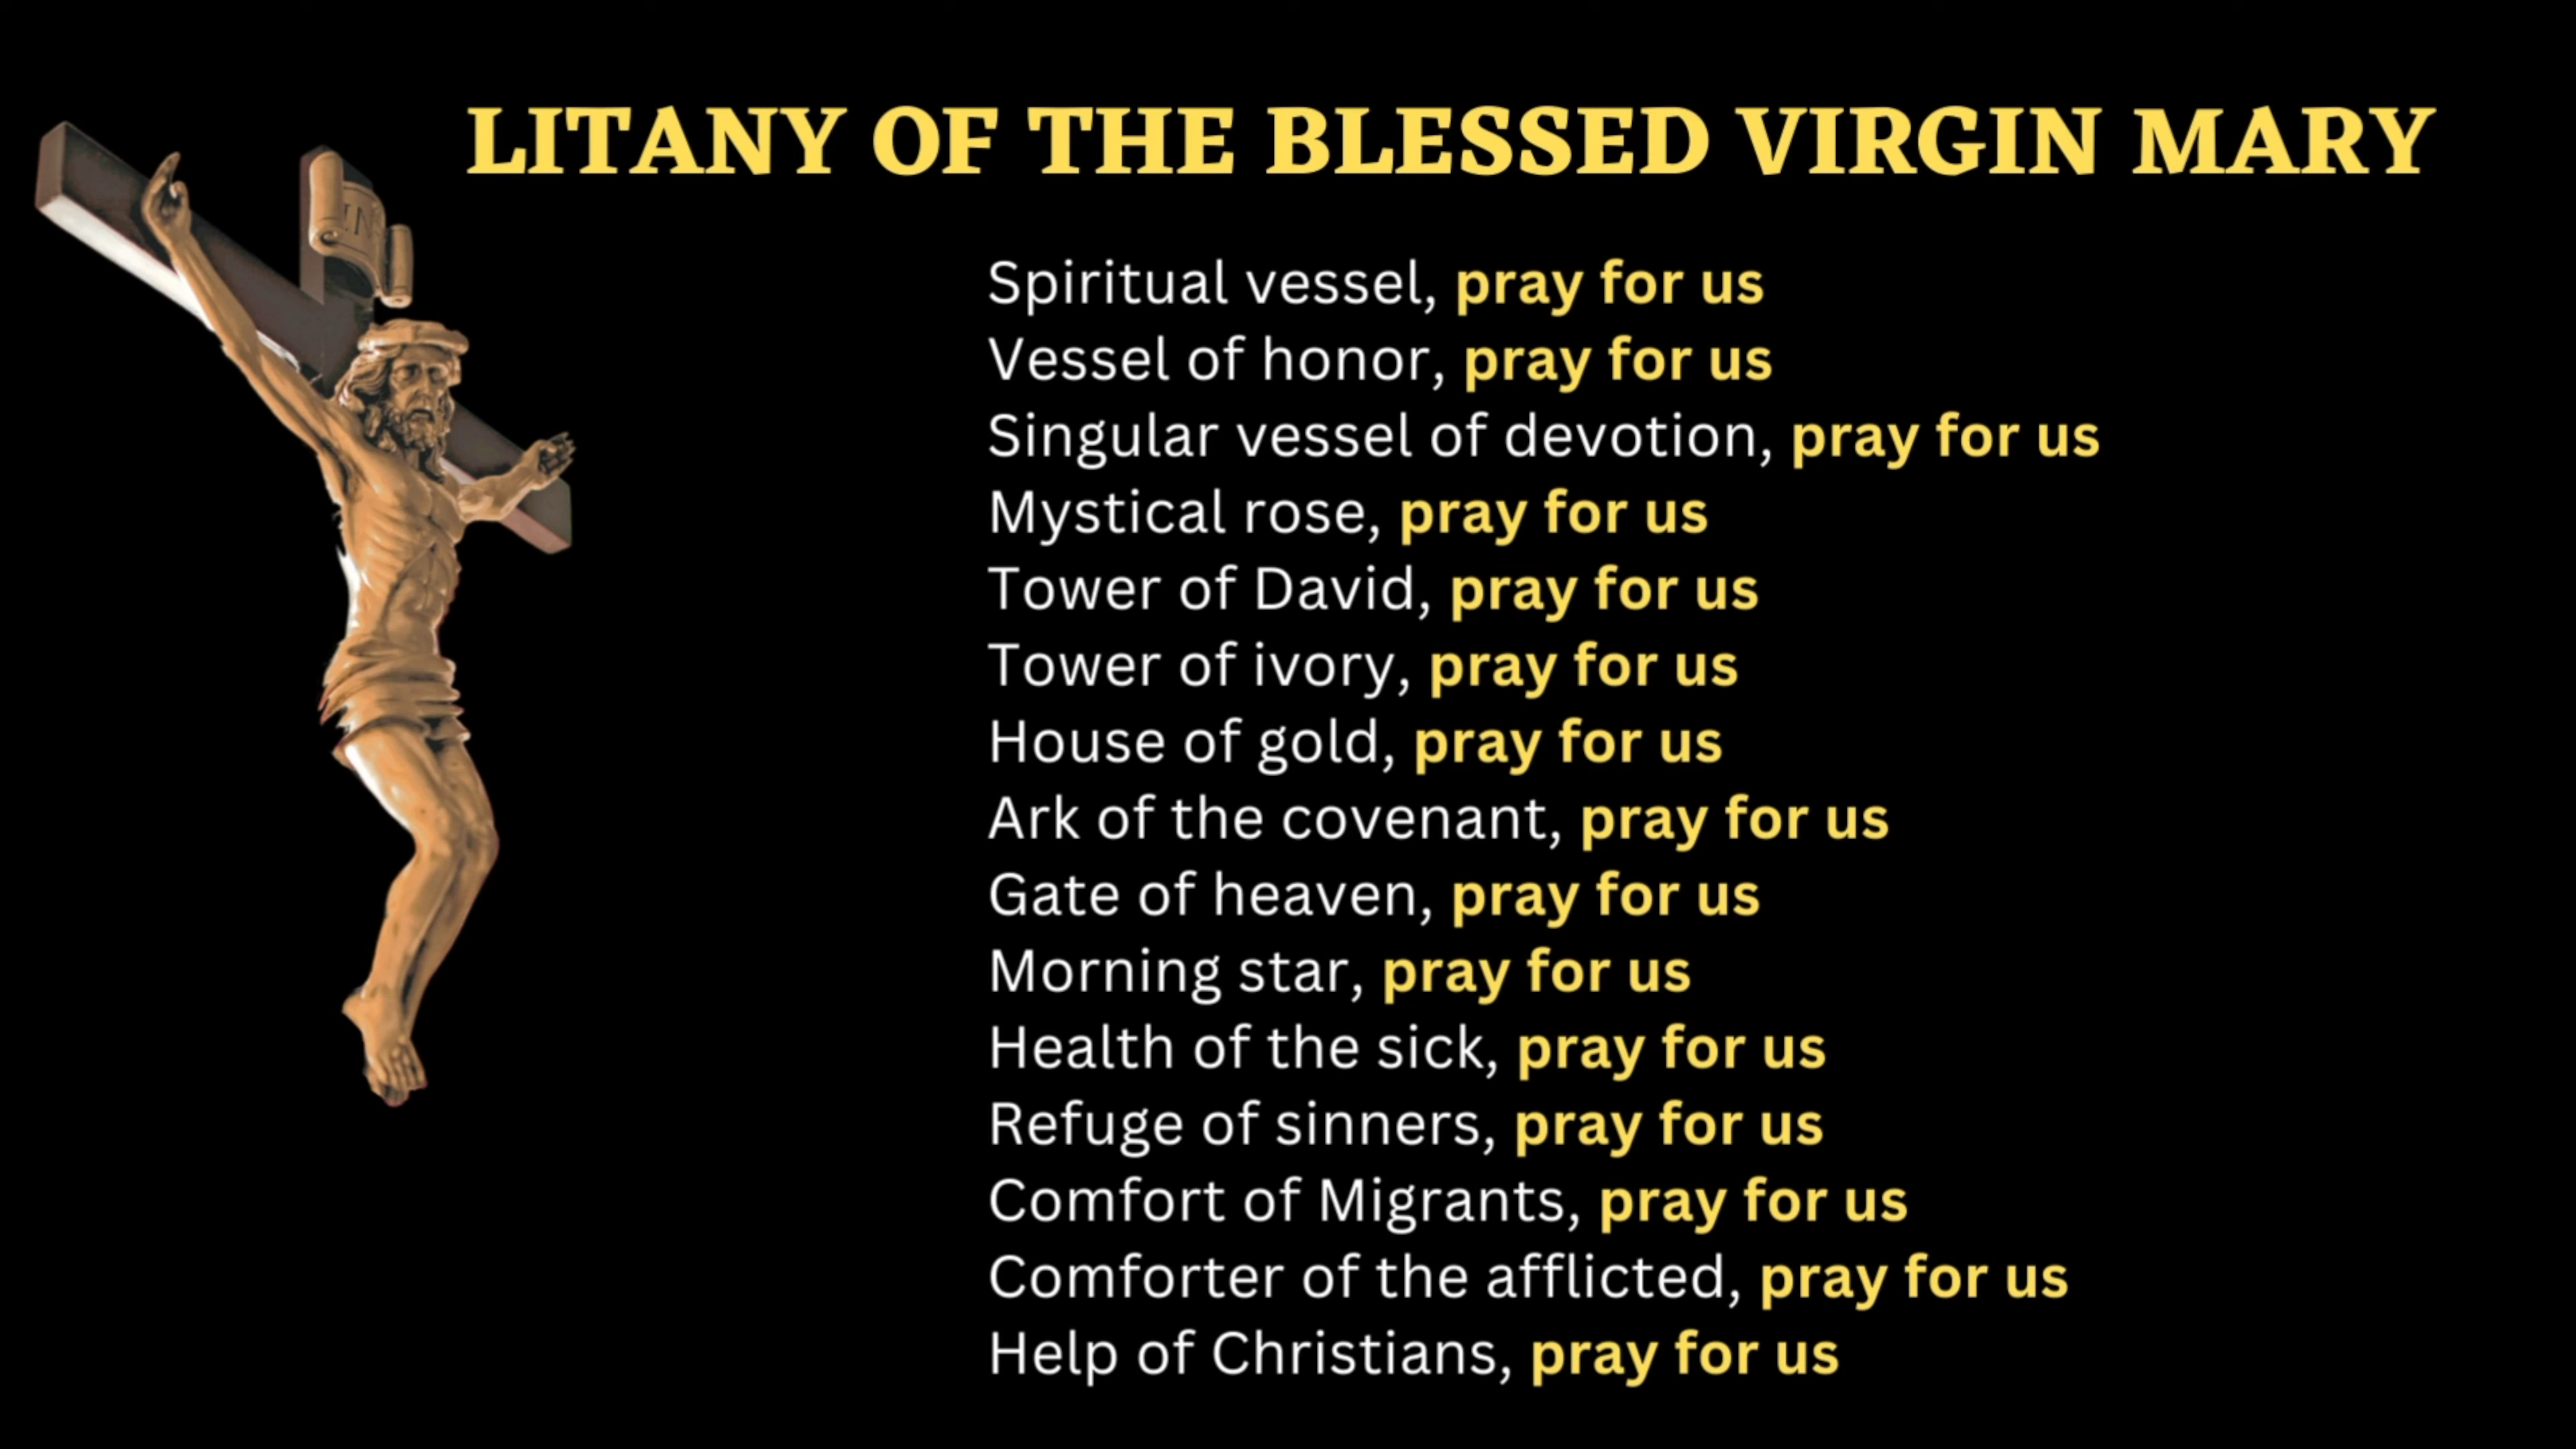 LITANY OF THE BLESSED VIRGIN MARY
Spiritual vessel, pray for us
Vessel of honor, pray for us
Singular vessel of devotion, pray for us
Mystical rose, pray for us
Tower of David, pray for us
Tower of ivory, pray for us
House of gold, pray for us
Ark of the covenant, pray for us
Gate of heaven, pray for us
Morning star, pray for us
Health of the sick, pray for us
Refuge of sinners, pray for us
Comfort of Migrants, pray for us
Comforter of the afflicted, pray for us
Help of Christians, pray for us